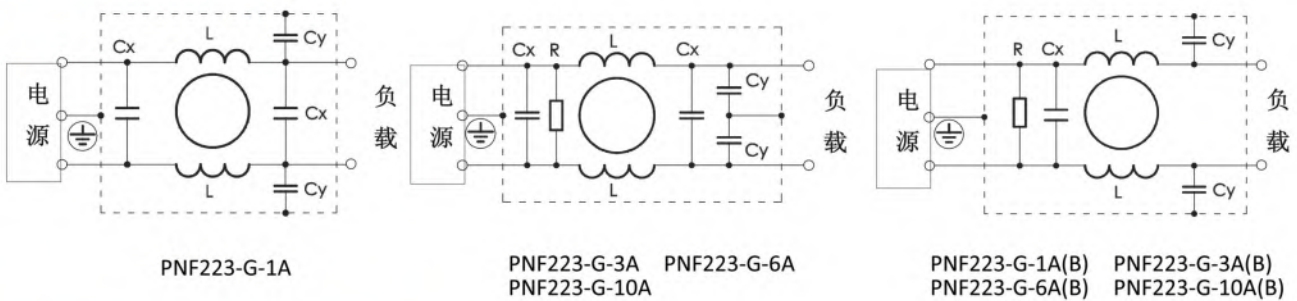 L
Cy
Cx
电源
Cx
负载
L
Cy
PNF223-G-1A
Cx R L Cx
Cy
电源
负载
Cy
L
PNF223-G-3A PNF223-G-6A
PNF223-G-10A
L
Cy
R Cx
电源
负载
L
Cy
PNF223-G-1A(B) PNF223-G-3A(B)
PNF223-G-6A(B) PNF223-G-10A(B)